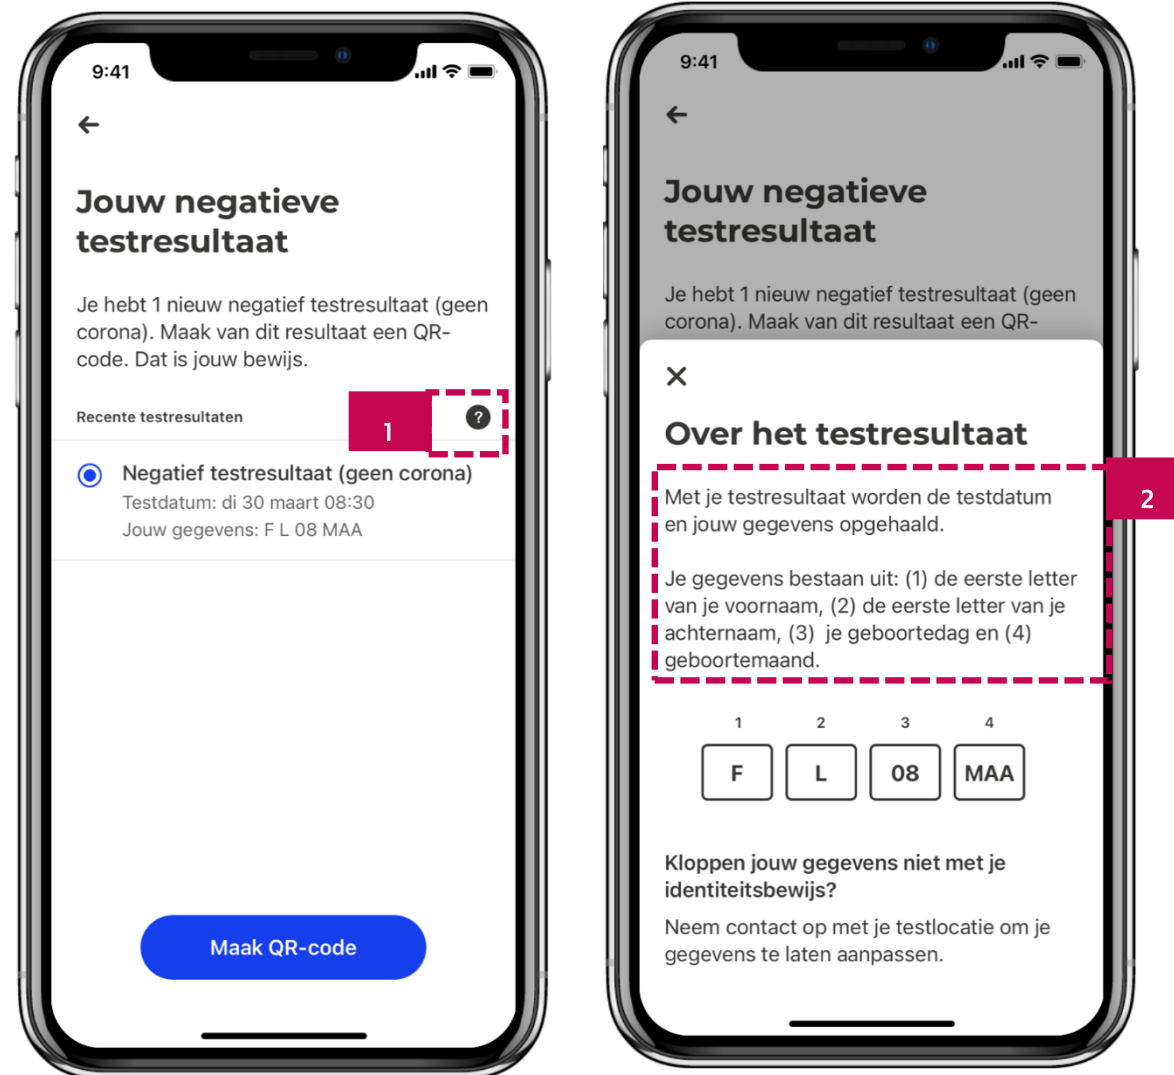 9:41
Jouw negatieve
testresultaat
Je hebt 1 nieuw negatief testresultaat (geen
corona). Maak van dit resultaat een QR-
code. Dat is jouw bewijs.
Recente testresultaten
1
?
Negatief testresultaat (geen corona)
Testdatum: di 30 maart 08:30
Jouw gegevens: F L 08 MAA
Maak QR-code
9:41
Jouw negatieve
testresultaat
Je hebt 1 nieuw negatief testresultaat (geen
corona). Maak van dit resultaat een QR-
Over het testresultaat
2
Met je testresultaat worden de testdatum
en jouw gegevens opgehaald.
Je gegevens bestaan uit: (1) de eerste letter
van je voornaam, (2) de eerste letter van je
achternaam, (3) je geboortedag en (4)
geboortemaand.
1 2 3 4
F L 08 MAA
Kloppen jouw gegevens niet met je
identiteitsbewijs?
Neem contact op met je testlocatie om je
gegevens te laten aanpassen.